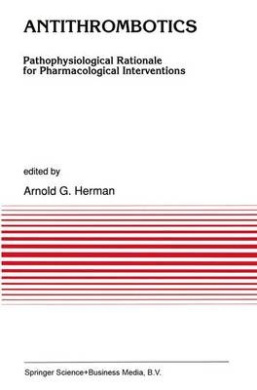 ANTITHROMBOTICS
Pathophysiological Rationale
for Pharmacological Interventions
edited by
Arnold G. Herman
Springer Science+Business Media, B.V.